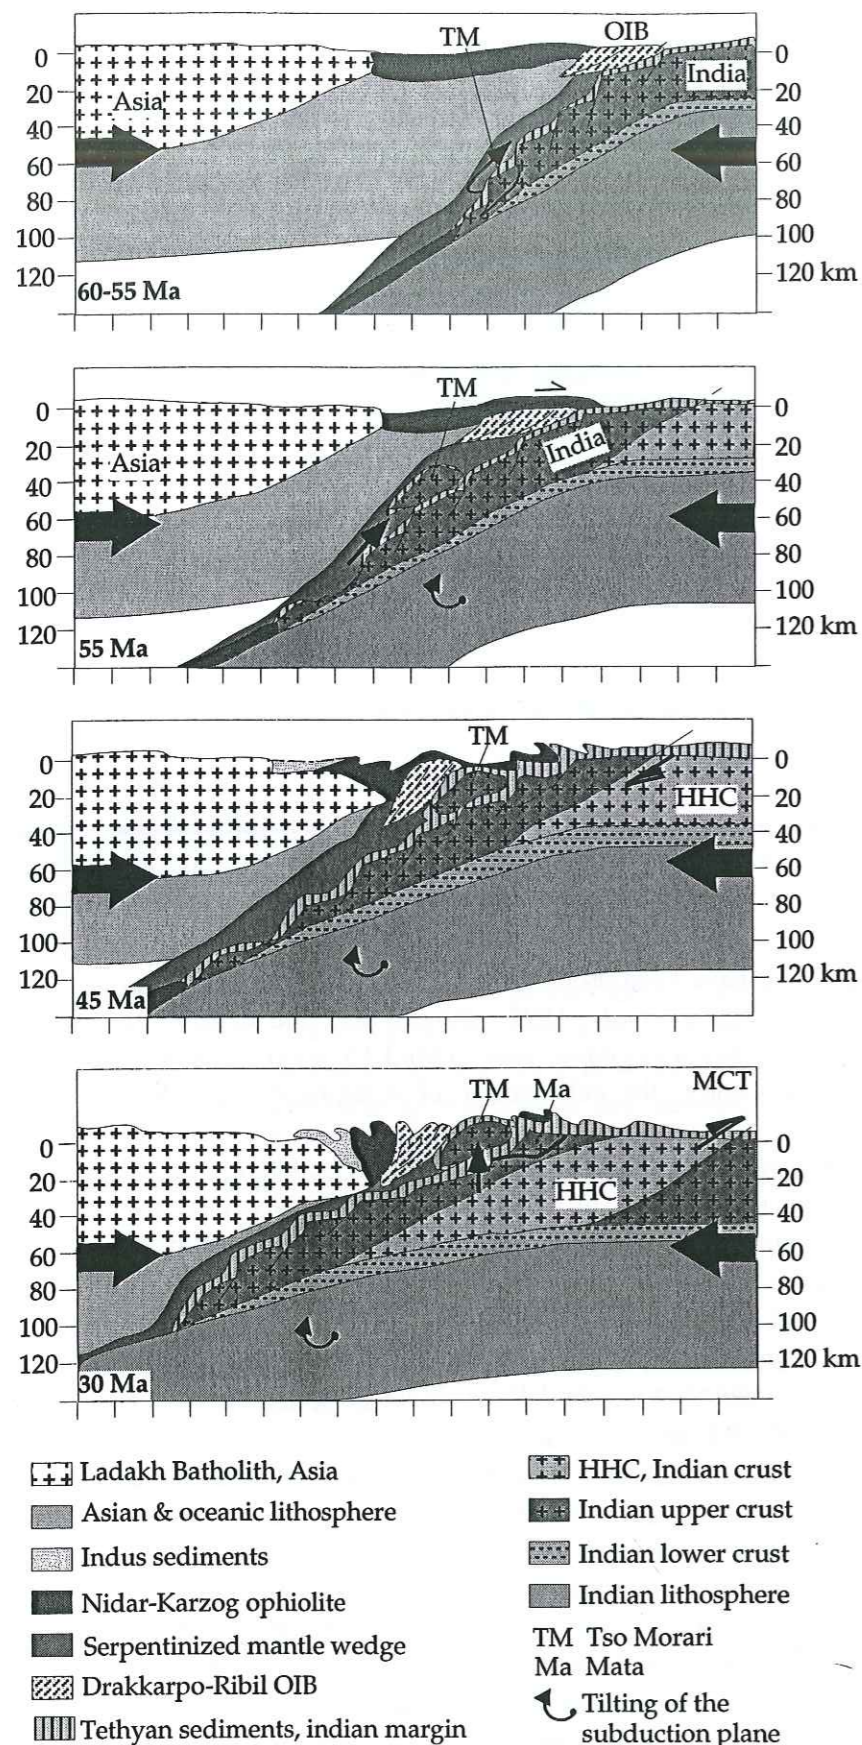 TM OIB
0 0
India
20 20
Asia
40 40
60 60
80 80
100 100
120 120 km
60-55 Ma
TM
0 0
20 India 20
Asia
40 40
60 60
80 80
100 100
120 120 km
55 Ma
TM
0 0
20 HHC 20
40 40
60 60
80 80
100 100
120 120 km
45 Ma
TM Ma MCT
0 0
20 20
HHC
40 40
60 60
80 80
100 100
120 120 km
30 Ma
Ladakh Batholith, Asia
Asian & oceanic lithosphere
Indus sediments
Nidar-Karzog ophiolite
Serpentinized mantle wedge
Drakkarpo-Ribil OIB
Tethyan sediments, indian margin
HHC, Indian crust
Indian upper crust
Indian lower crust
Indian lithosphere
TM Tso Morari
Ma Mata
Tilting of the
subduction plane